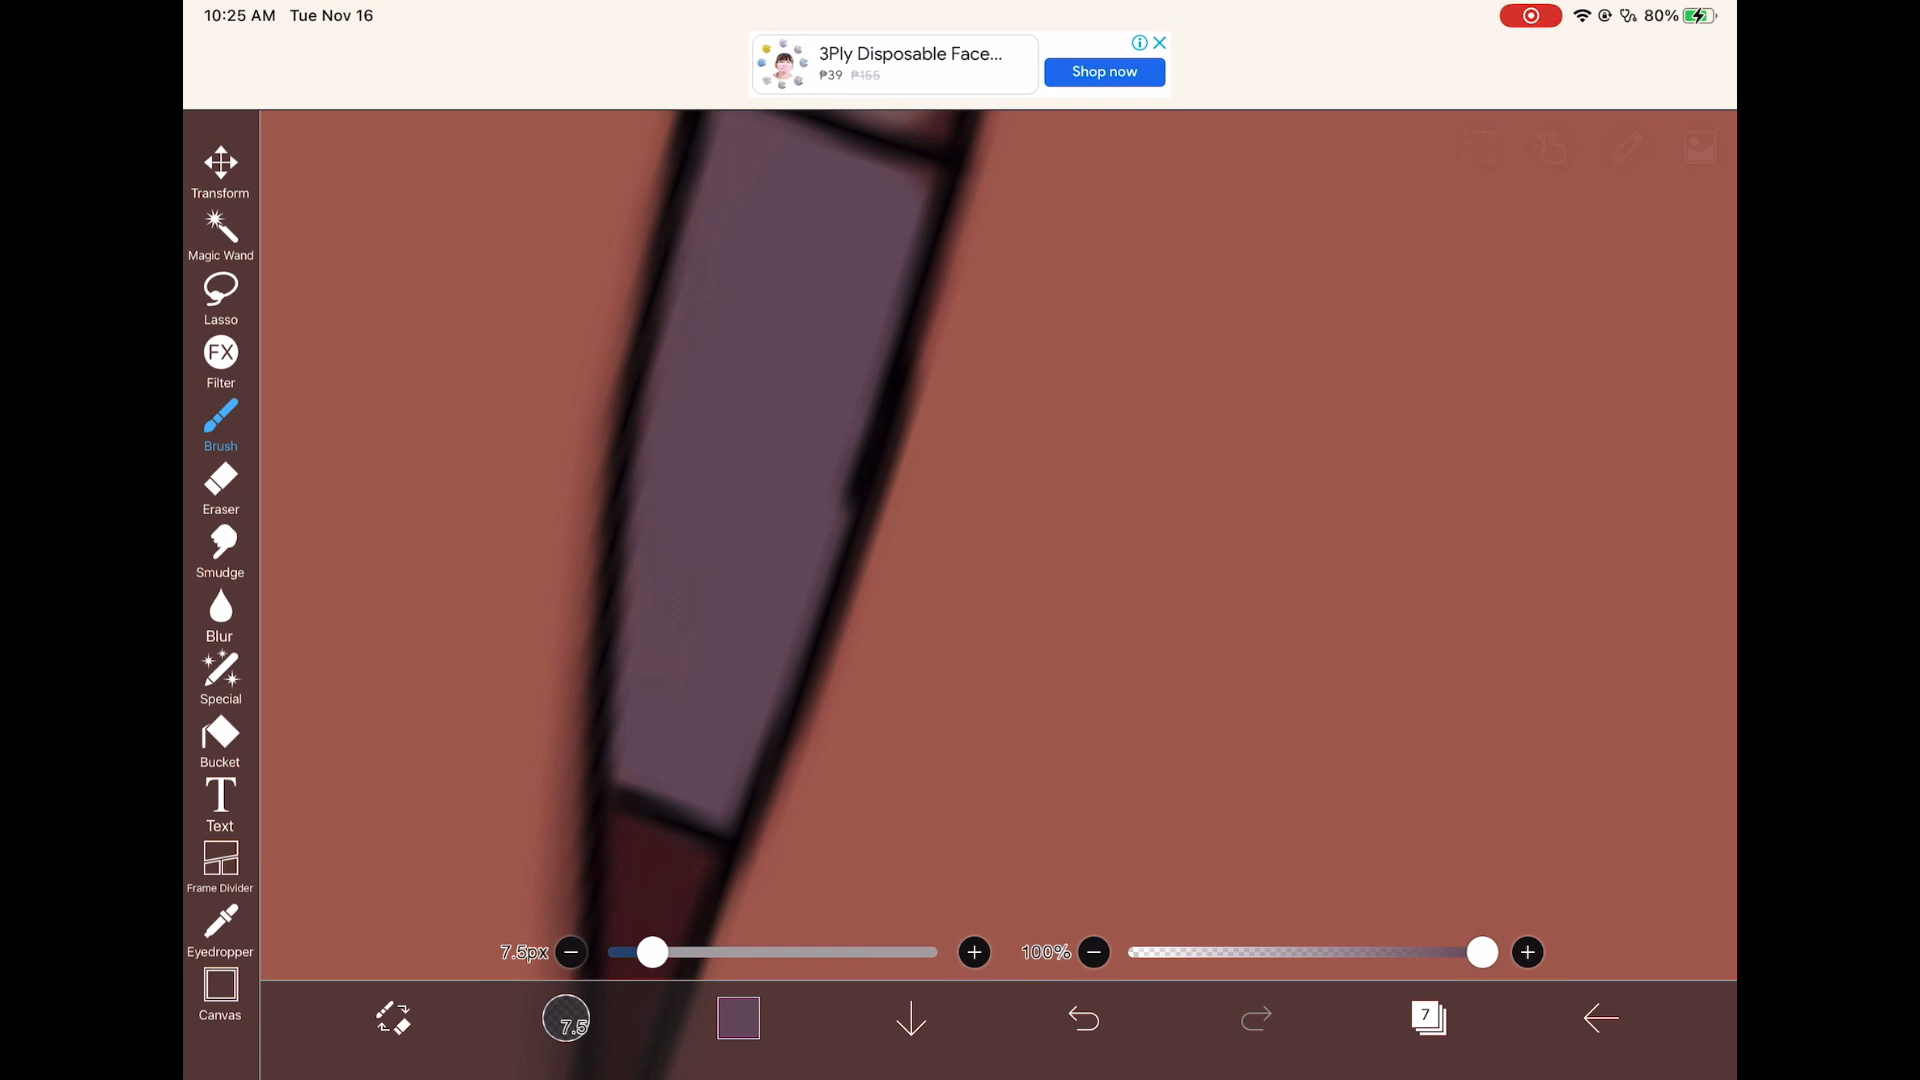 10:25 AM Tue Nov 16
80%
3Ply Disposable Face...
₱39 ₱155
Shop now
Transform
Magic Wand
Lasso
FX
Filter
Brush
Eraser
Smudge
Blur
Special
Bucket
T
Text
Frame Divider
Eyedropper
Canvas
7.5px
100%
7.5
7